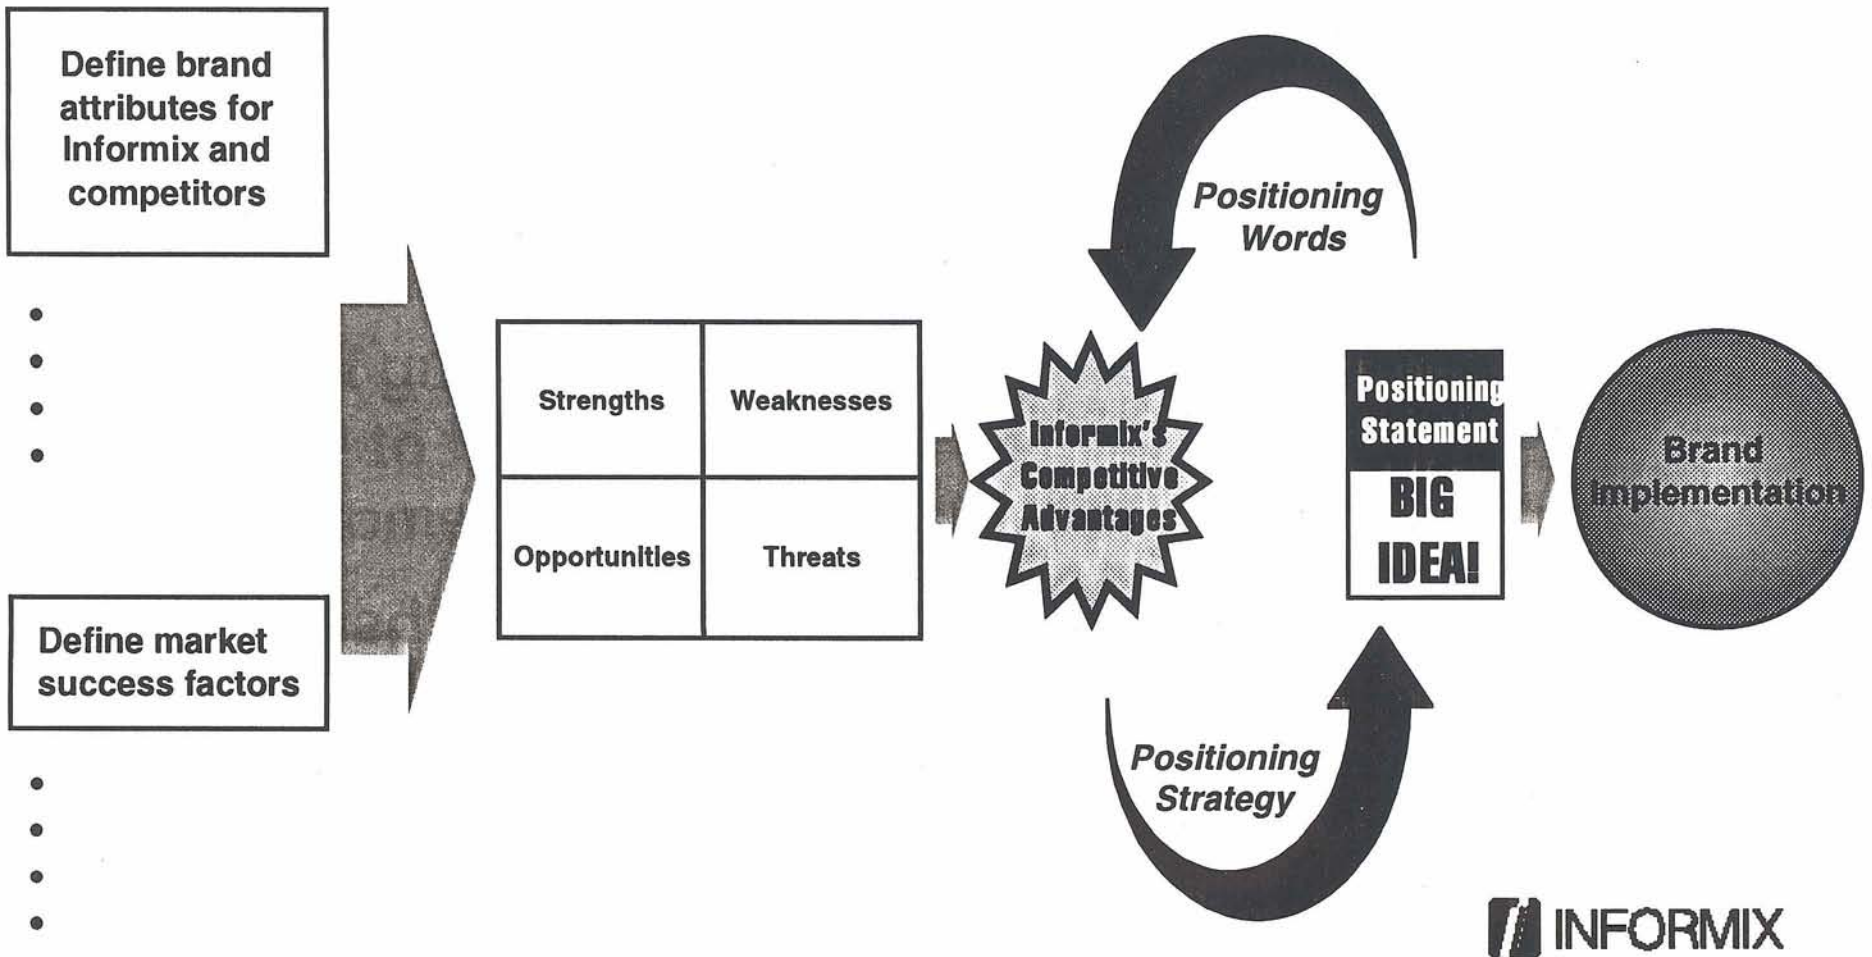 Define brand
attributes for
Informix and
competitors
Define market
success factors
Strengths
Weaknesses
Opportunities
Threats
Informix's
Competitive
Advantages
Positioning
Words
Positioning
Strategy
Positioning
Statement
BIG
IDEA!
Brand
Implementation
INFORMIX